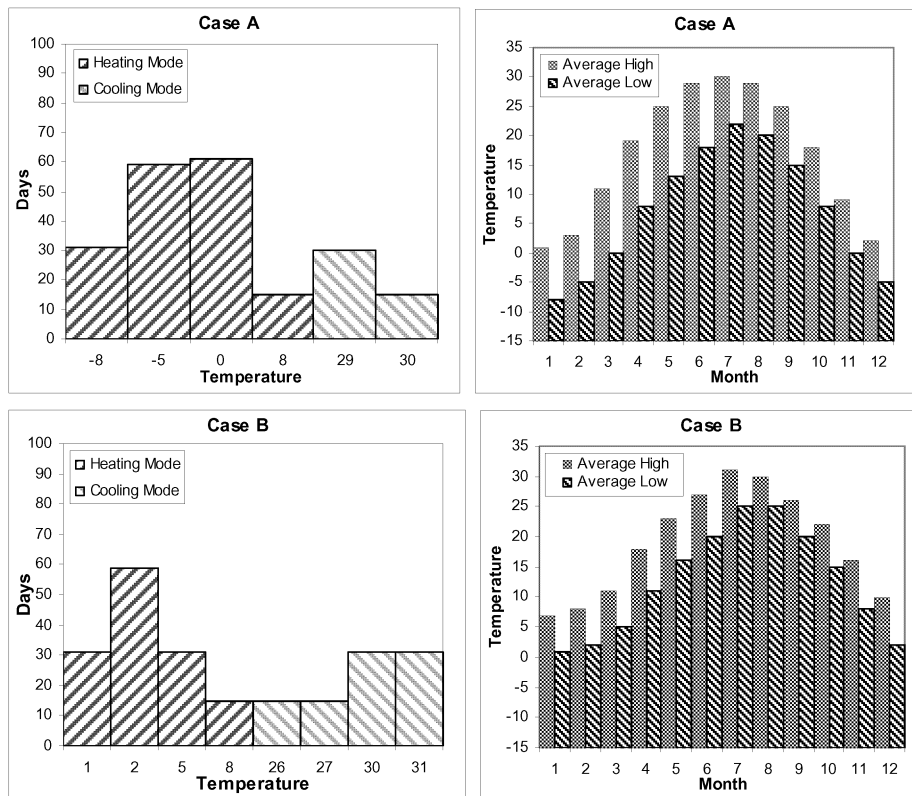 Case A
100
90
80
70
60
50
40
30
20
10
0
Days
Heating Mode
Cooling Mode
-8 -5 0 8 29 30
Temperature
Case A
35
30
25
20
15
10
5
0
-5
-10
-15
Temperature
Average High
Average Low
1 2 3 4 5 6 7 8 9 10 11 12
Month
Case B
100
90
80
70
60
50
40
30
20
10
0
Days
Heating Mode
Cooling Mode
1 2 5 8 26 27 30 31
Temperature
Case B
35
30
25
20
15
10
5
0
-5
-10
-15
Temperature
Average High
Average Low
1 2 3 4 5 6 7 8 9 10 11 12
Month